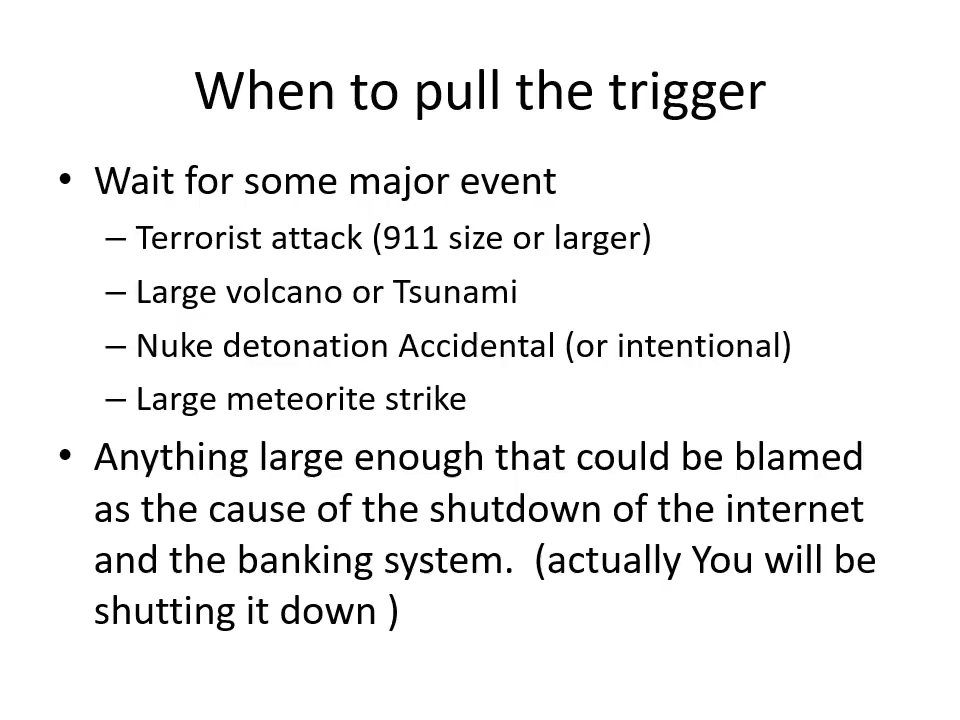 When to pull the trigger
• Wait for some major event
– Terrorist attack (911 size or larger)
– Large volcano or Tsunami
– Nuke detonation Accidental (or intentional)
– Large meteorite strike
• Anything large enough that could be blamed
as the cause of the shutdown of the internet
and the banking system.  (actually You will be
shutting it down )